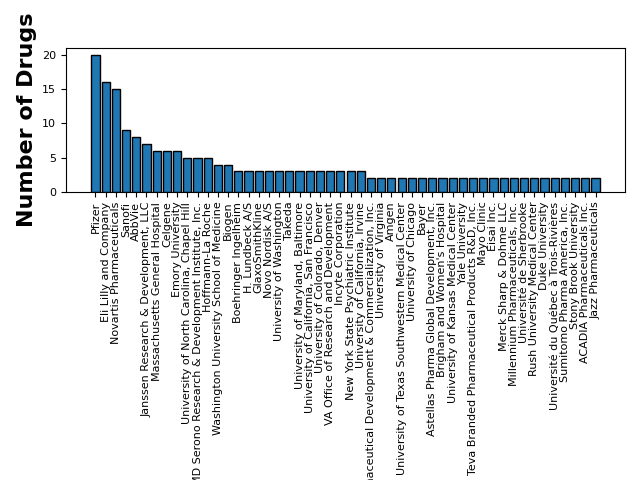 Number of Drugs
20
15
10
5
0
Pfizer
Eli Lilly and Company
Novartis Pharmaceuticals
Sanofi
AbbVie
Janssen Research & Development, LLC
Massachusetts General Hospital
Celgene
Emory University
University of North Carolina, Chapel Hill
MD Serono Research & Development Institute, Inc.
Hoffmann-La Roche
Washington University School of Medicine
Biogen
Boehringer Ingelheim
H. Lundbeck A/S
GlaxoSmithKline
Novo Nordisk A/S
University of Washington
Takeda
University of Maryland, Baltimore
University of California, San Francisco
University of Colorado, Denver
VA Office of Research and Development
Incyte Corporation
New York State Psychiatric Institute
University of California, Irvine
maceutical Development & Commercialization, Inc.
University of Virginia
Amgen
University of Texas Southwestern Medical Center
University of Chicago
Bayer
Astellas Pharma Global Development, Inc.
Brigham and Women's Hospital
University of Kansas Medical Center
Yale University
Teva Branded Pharmaceutical Products R&D, Inc.
Mayo Clinic
Eisai Inc.
Merck Sharp & Dohme LLC
Millennium Pharmaceuticals, Inc.
Université de Sherbrooke
Rush University Medical Center
Duke University
Université du Québec à Trois-Rivières
Sumitomo Pharma America, Inc.
Stony Brook University
ACADIA Pharmaceuticals Inc.
Jazz Pharmaceuticals